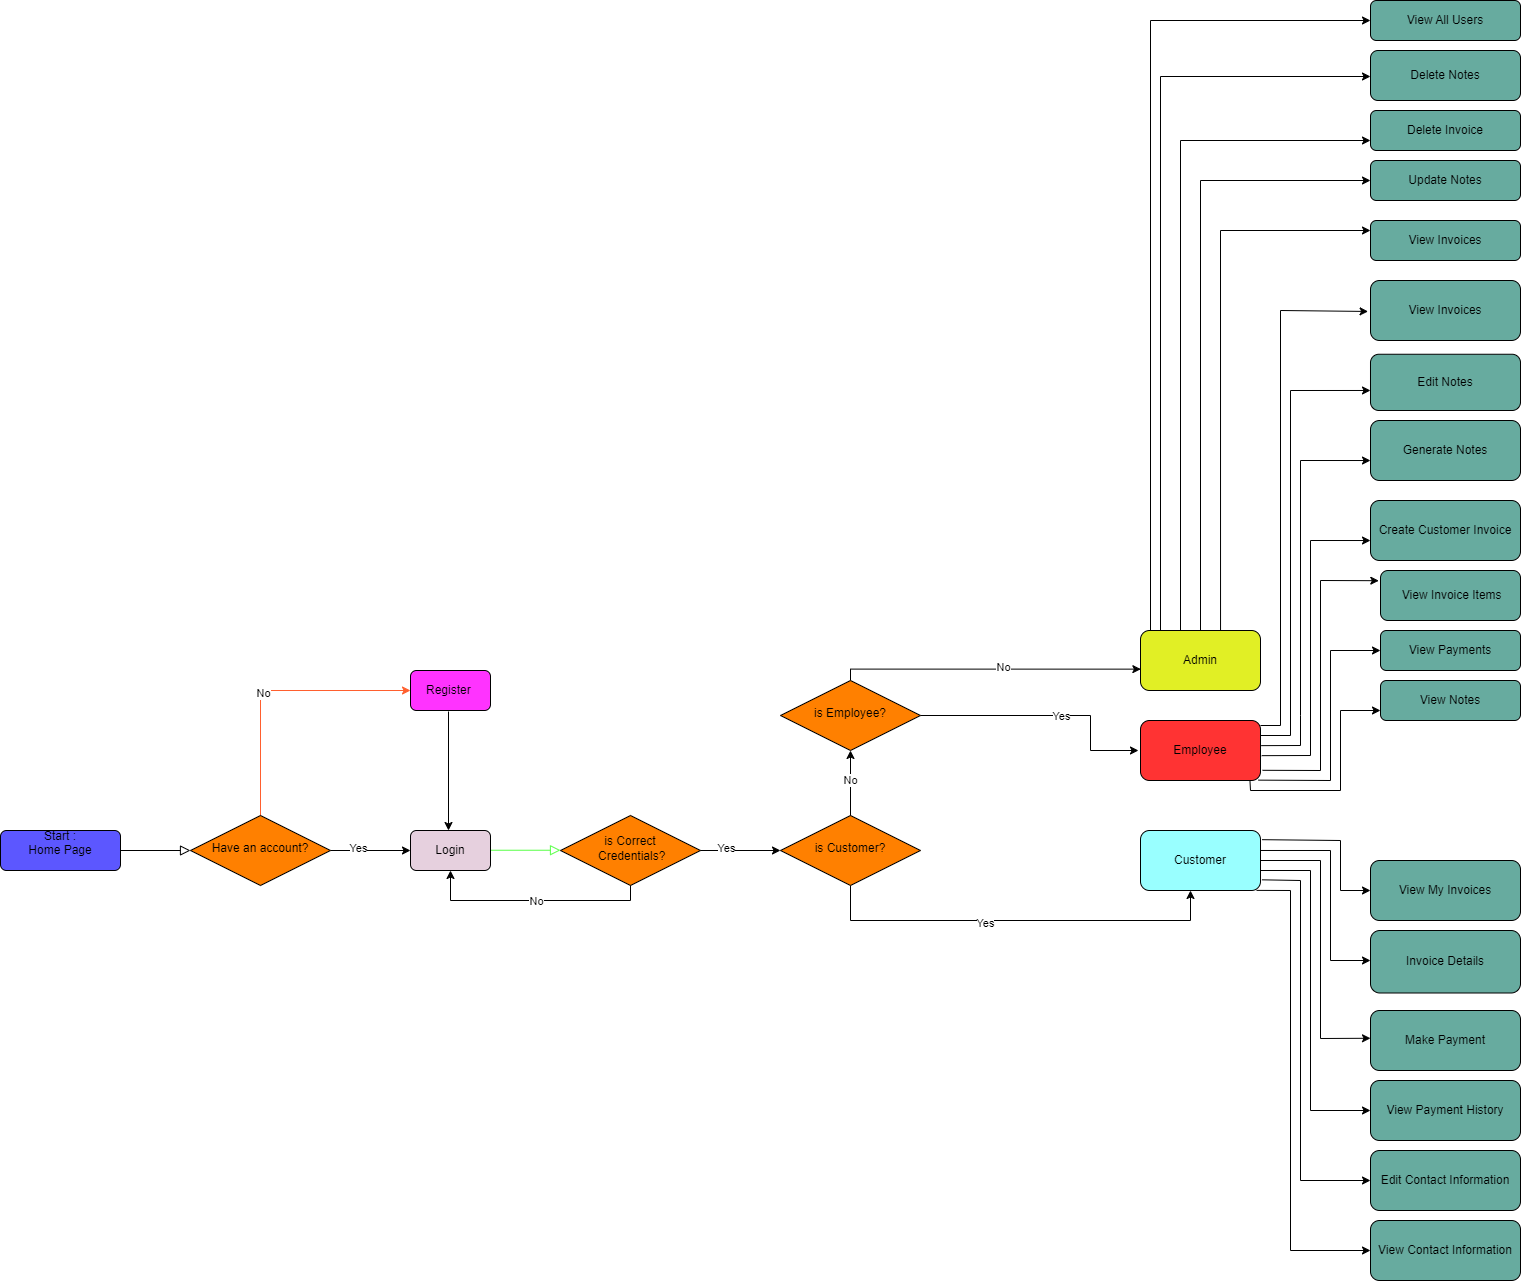 View All Users
Delete Notes
Delete Invoice
Update Notes
View Invoices
View Invoices
Edit Notes
Generate Notes
Create Customer Invoice
View Invoice Items
View Payments
View Notes
Admin
No
Register
No
is Employee?
Yes
Employee
No
Start :
Home Page
Have an account?
Yes
Login
is Correct
Credentials?
Yes
is Customer?
Customer
No
Yes
View My Invoices
Invoice Details
Make Payment
View Payment History
Edit Contact Information
View Contact Information